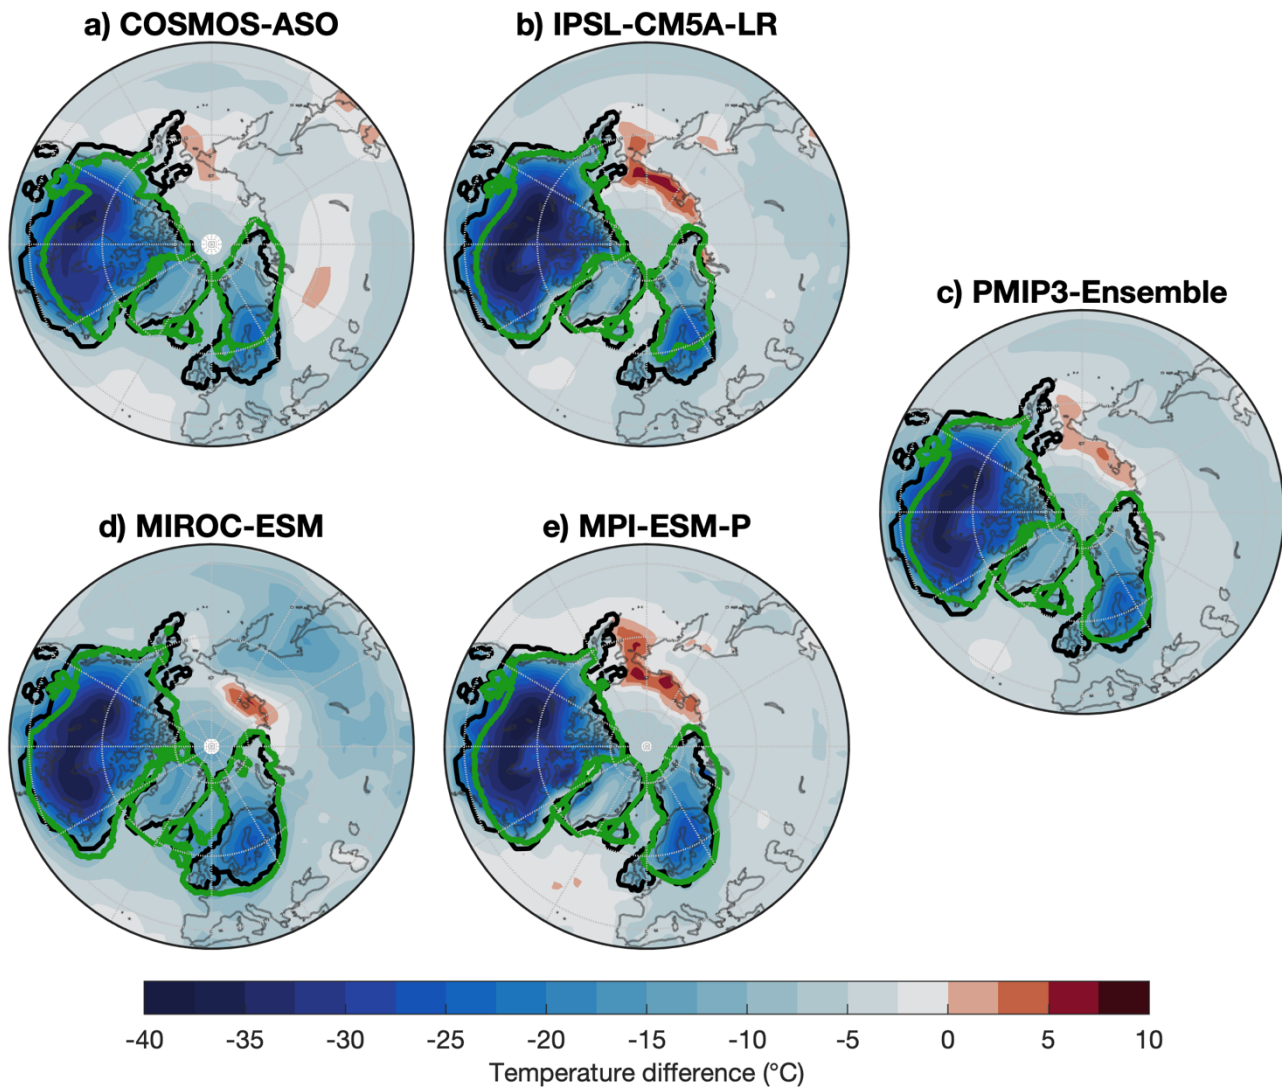 a) COSMOS-ASO
b) IPSL-CM5A-LR
c) PMIP3-Ensemble
d) MIROC-ESM
e) MPI-ESM-P
-40 -35 -30 -25 -20 -15 -10 -5 0 5 10
Temperature difference (°C)